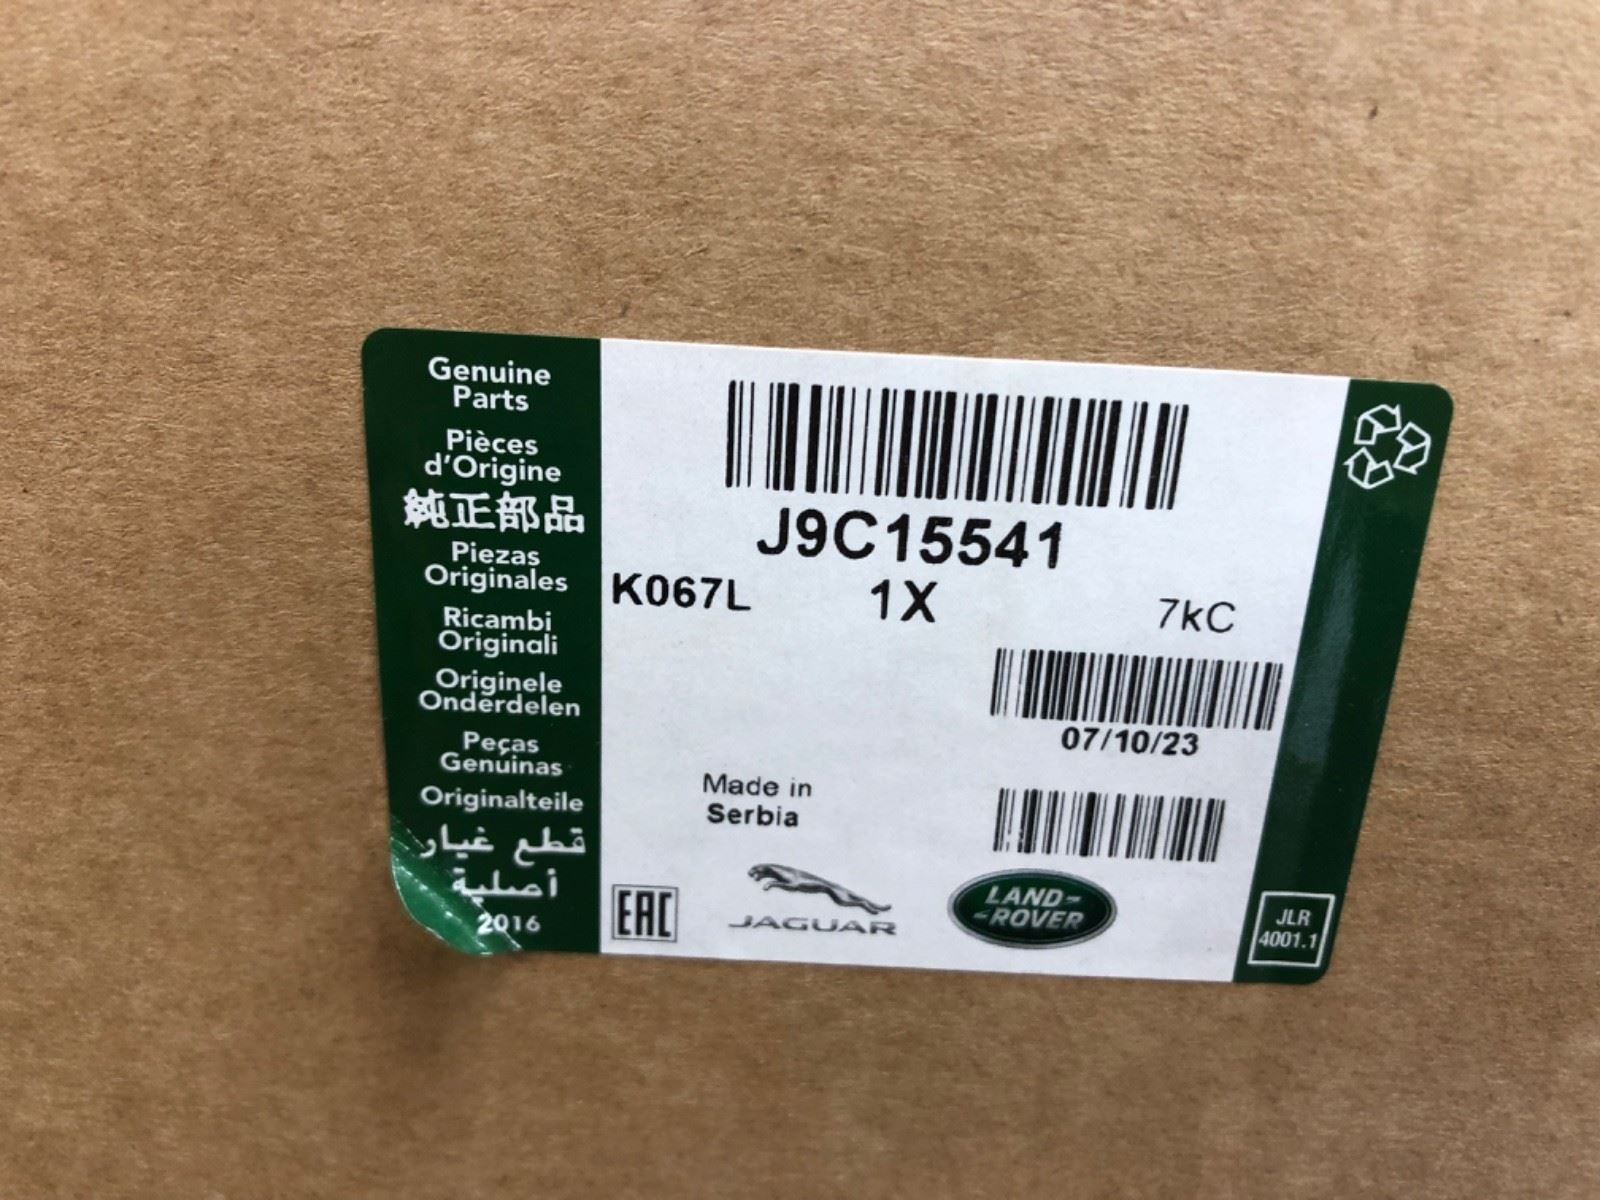 Genuine
Parts
Pièces
d'Origine
純正部品
Piezas
Originales
Ricambi
Originali
Originele
Onderdelen
Peças
Genuinas
Originalteile
قطع غيار
أصلية
2016
J9C15541
K067L 1X 7kC
07/10/23
Made in
Serbia
EAC
JAGUAR
LAND-
-ROVER
JLR
4001.1